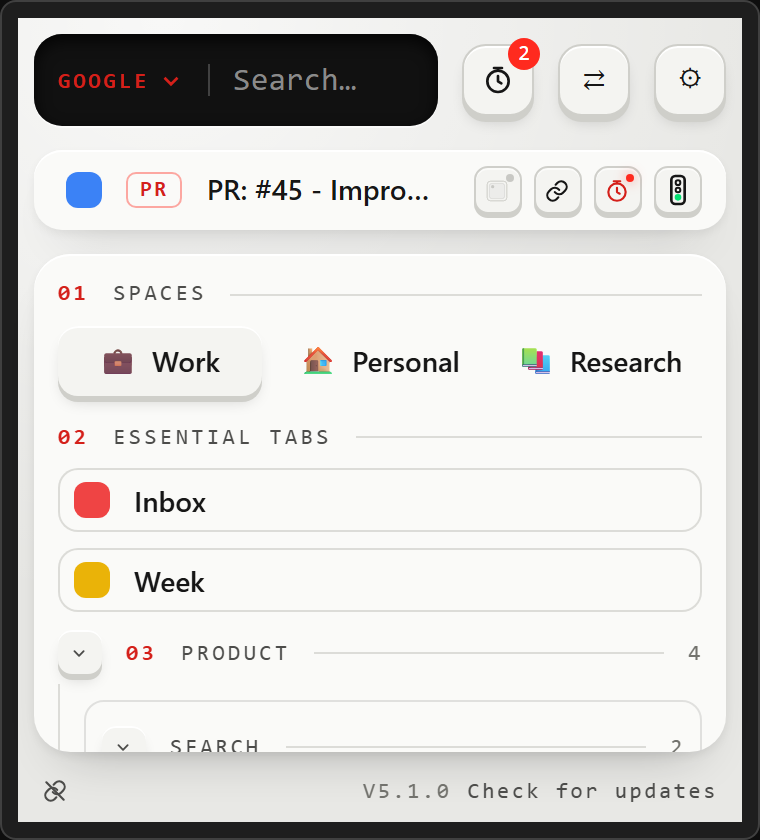 GOOGLE Search…
2
PR PR: #45 - Impro…
01 SPACES
Work Personal Research
02 ESSENTIAL TABS
Inbox
Week
03 PRODUCT 4
SEARCH 2
V5.1.0 Check for updates